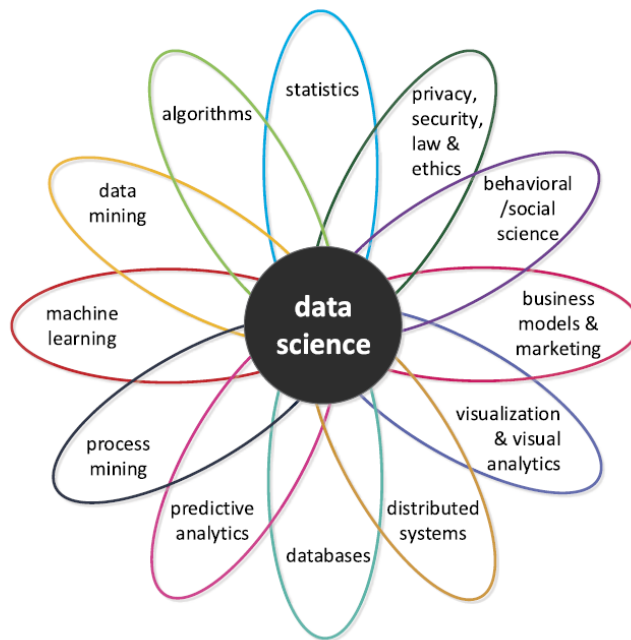 statistics
privacy,
security,
law &
ethics
behavioral
/social
science
business
models &
marketing
visualization
& visual
analytics
distributed
systems
databases
predictive
analytics
process
mining
machine
learning
data
mining
algorithms
data
science